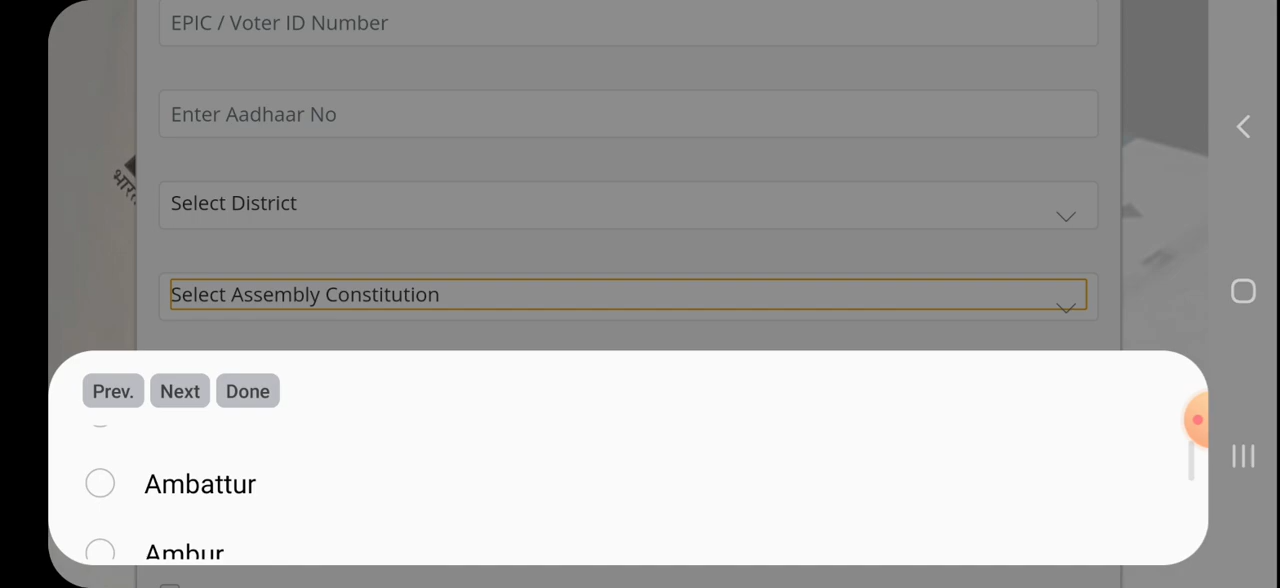 EPIC / Voter ID Number
Enter Aadhaar No
Select District
Select Assembly Constitution
Prev. Next Done
Ambattur
Ambur